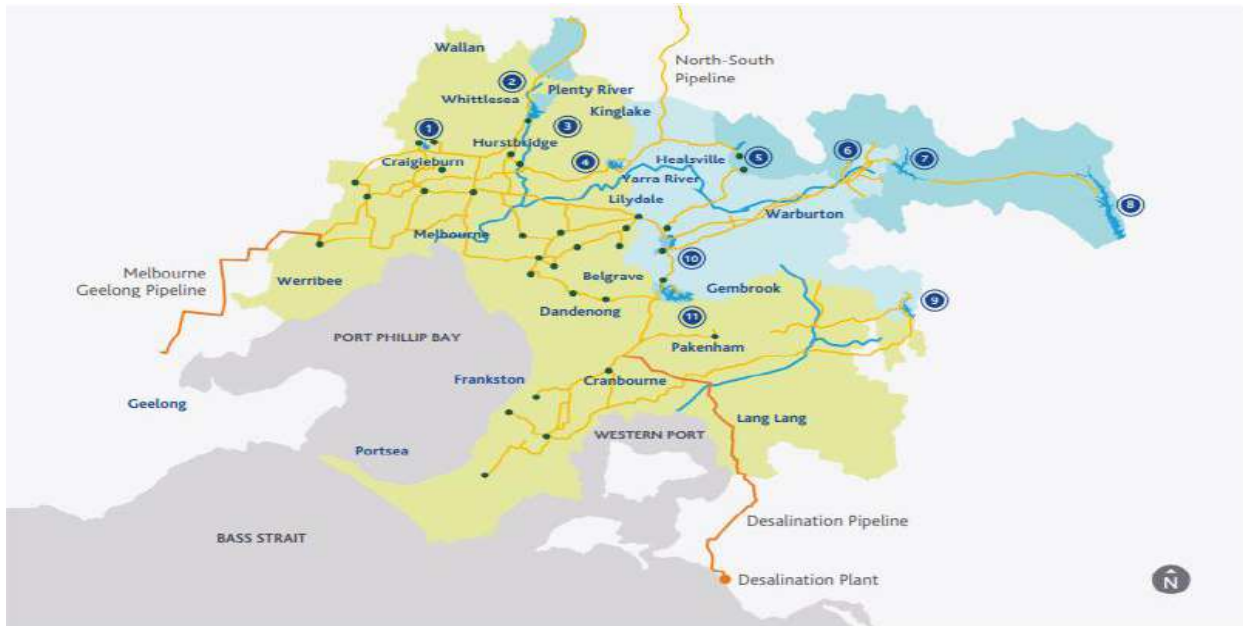 Wallan
North-South
Pipeline
2
Plenty River
Whittlesea
Kinglake
1
3
Hurstbridge
Craigieburn
4
Healsville
5
6
7
Yarra River
Lilydale
8
Warburton
Melbourne
10
Melbourne
Geelong Pipeline
Werribee
Belgrave
Gembrook
9
Dandenong
11
PORT PHILLIP BAY
Pakenham
Frankston
Cranbourne
Geelong
Lang Lang
WESTERN PORT
Portsea
Desalination Pipeline
BASS STRAIT
Desalination Plant
N